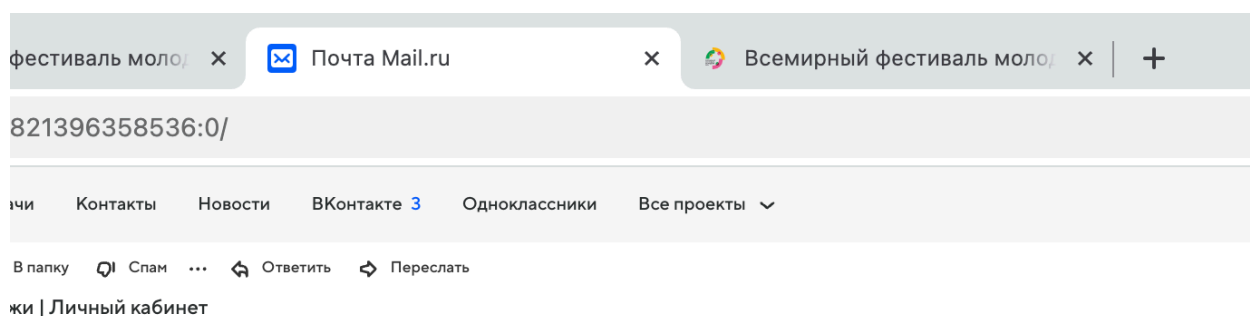 фестиваль моло Почта Mail.ru Всемирный фестиваль моло
821396358536:0/
чи Контакты Новости ВКонтакте 3 Одноклассники Все проекты
В папку Спам ... Ответить Переслать
жи | Личный кабинет